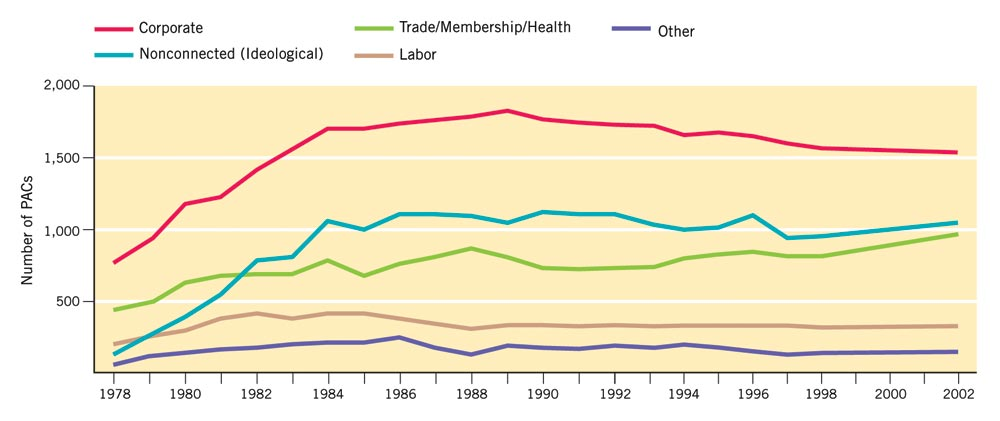 Corporate
Trade/Membership/Health
Other
Nonconnected (Ideological)
Labor
2,000
1,500
1,000
500
Number of PACs
1978 1980 1982 1984 1986 1988 1990 1992 1994 1996 1998 2000 2002